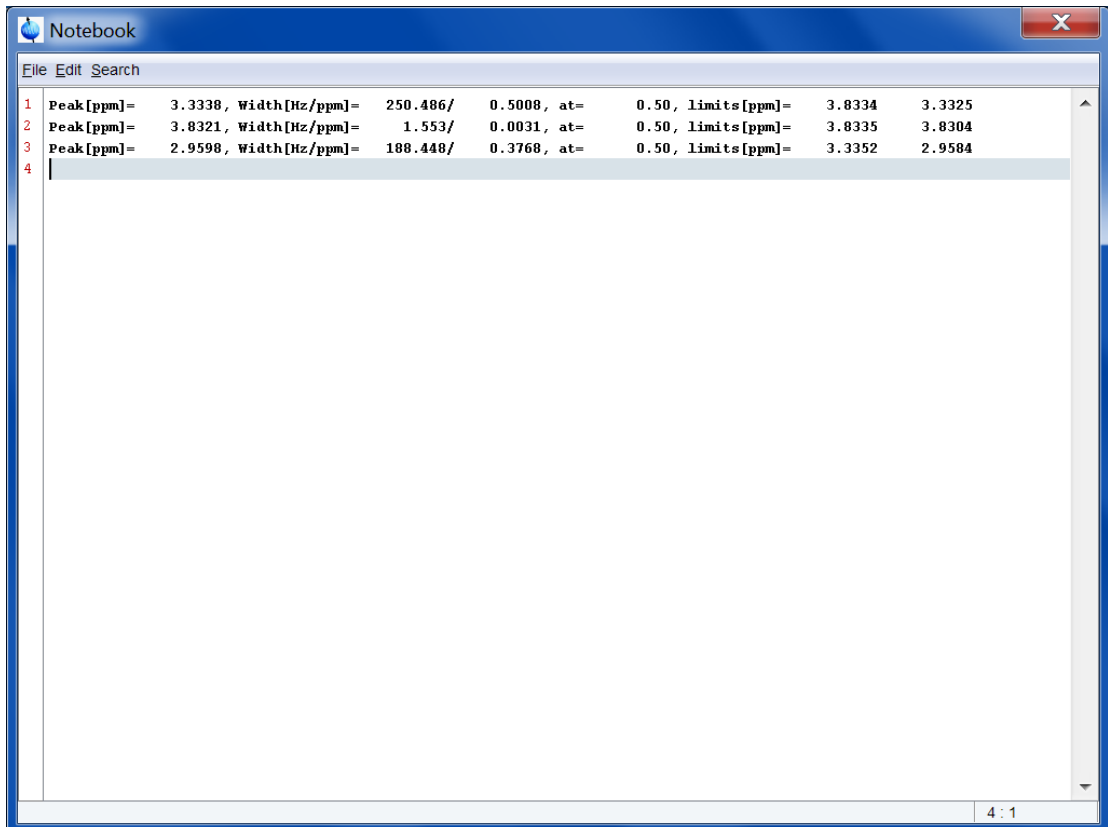 Notebook
X
File Edit Search
1 Peak[ppm]= 3.3338, Width[Hz/ppm]= 250.486/ 0.5008, at= 0.50, limits[ppm]= 3.8334 3.3325
2 Peak[ppm]= 3.8321, Width[Hz/ppm]= 1.553/ 0.0031, at= 0.50, limits[ppm]= 3.8335 3.8304
3 Peak[ppm]= 2.9598, Width[Hz/ppm]= 188.448/ 0.3768, at= 0.50, limits[ppm]= 3.3352 2.9584
4
4 : 1